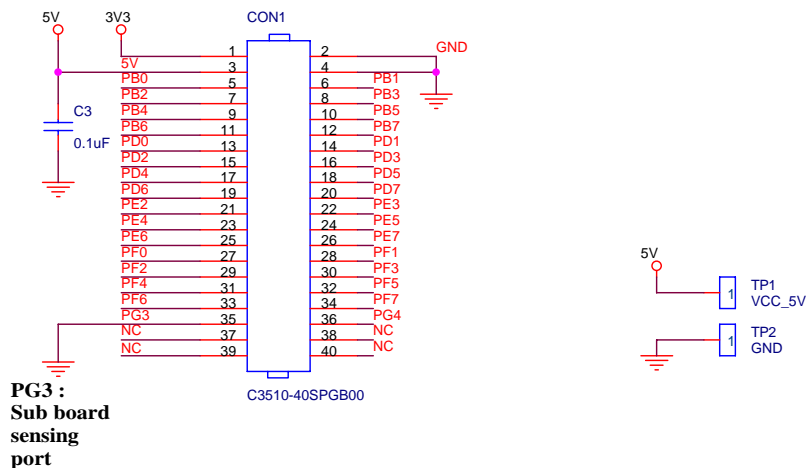 5V 3V3 CON1
1 2 GND
5V 3 4
PB0 5 6 PB1
PB2 7 8 PB3
PB4 9 10 PB5
PB6 11 12 PB7
PD0 13 14 PD1
PD2 15 16 PD3
PD4 17 18 PD5
PD6 19 20 PD7
PE2 21 22 PE3
PE4 23 24 PE5
PE6 25 26 PE7
PF0 27 28 PF1
PF2 29 30 PF3
PF4 31 32 PF5
PF6 33 34 PF7
PG3 35 36 PG4
NC 37 38 NC
NC 39 40 NC
C3510-40SPGB00
C3
0.1uF
PG3 :
Sub board
sensing
port
5V
1 TP1
VCC_5V
1 TP2
GND